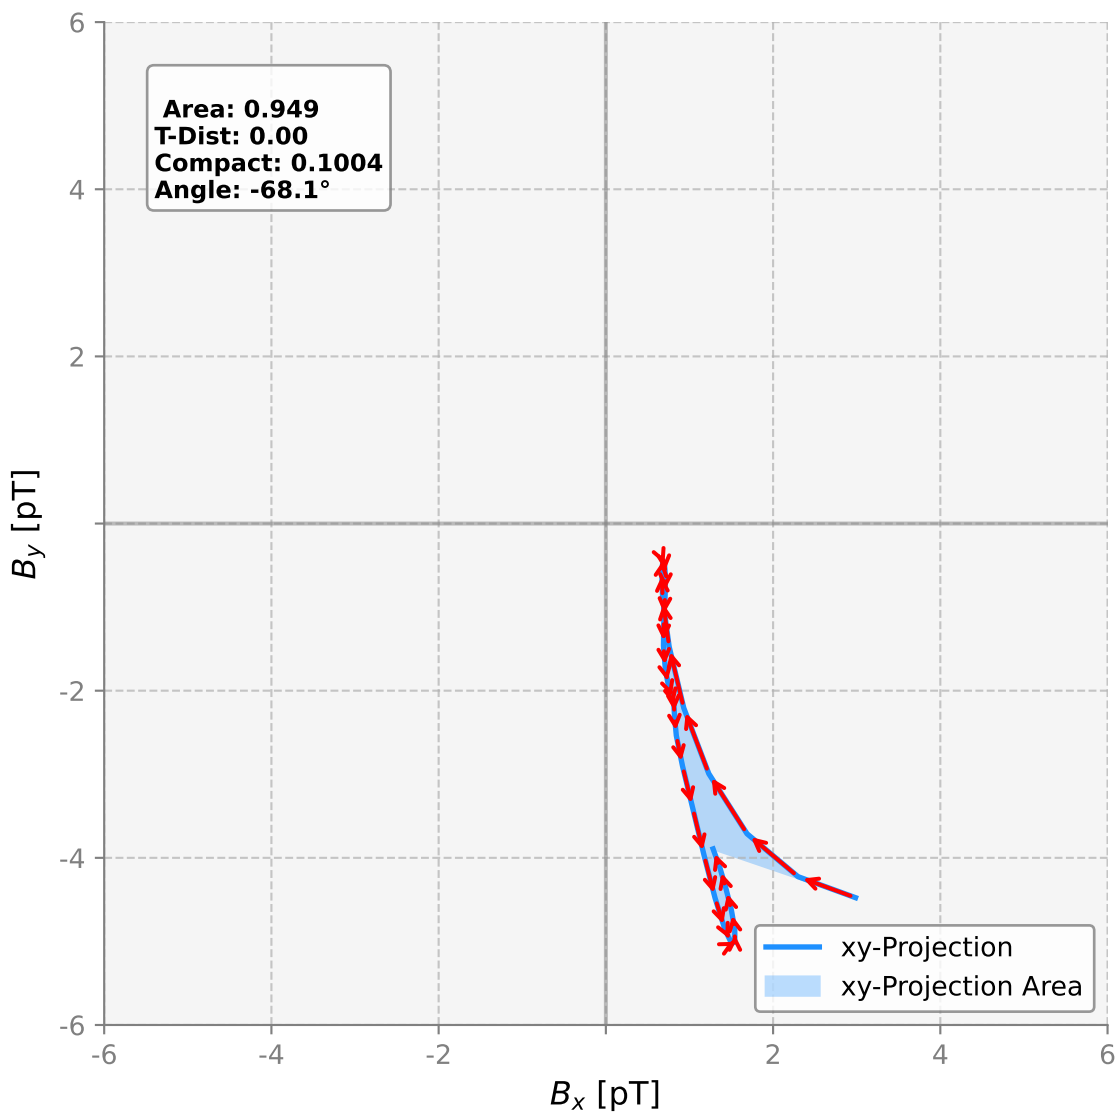 6
Area: 0.949
T-Dist: 0.00
Compact: 0.1004
Angle: -68.1°
4
2
-2
-4
-6
B_y [pT]
xy-Projection
xy-Projection Area
-6 -4 -2 2 4 6
B_x [pT]